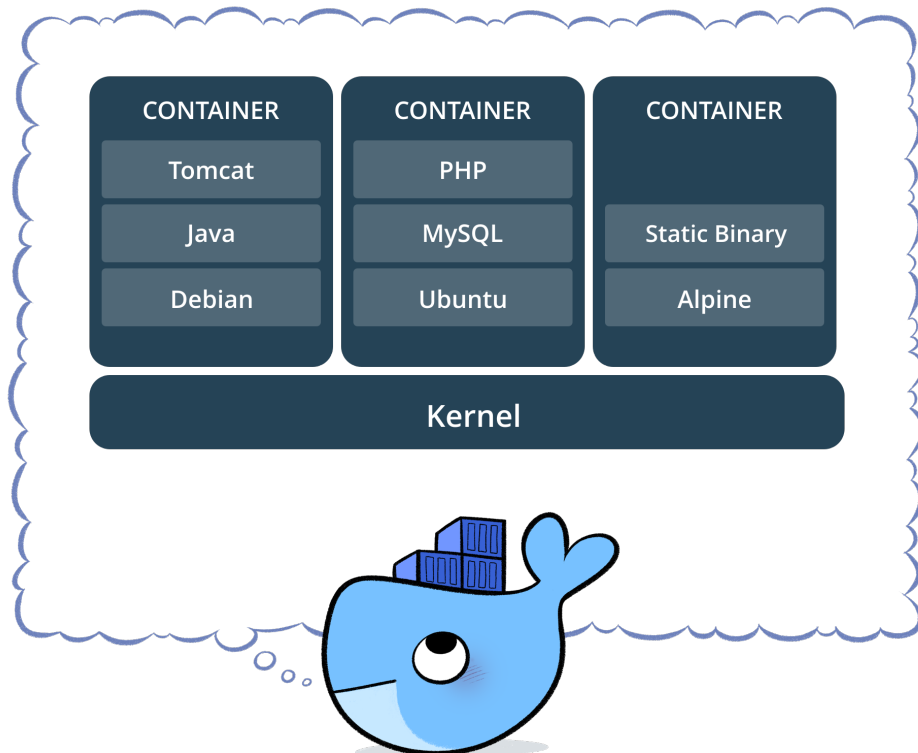 CONTAINER
Tomcat
Java
Debian
CONTAINER
PHP
MySQL
Ubuntu
CONTAINER
Static Binary
Alpine
Kernel